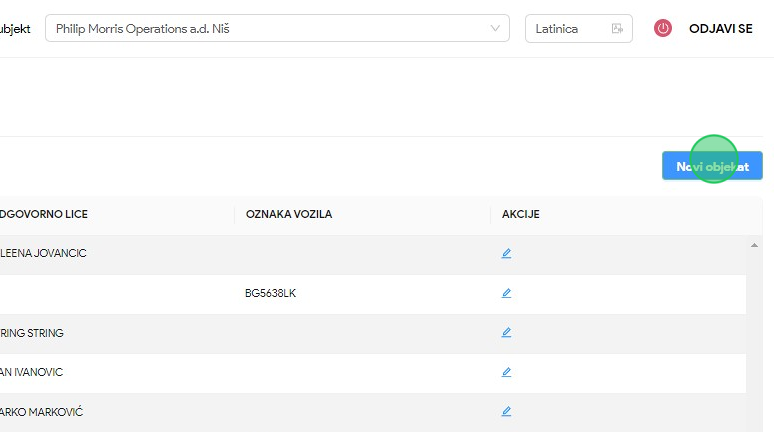 ubjekt Philip Morris Operations a.d. Niš Latinica ODJAVI SE
Novi objekat
DGOVORNO LICE OZNAKA VOZILA AKCIJE
LEENA JOVANCIC
BG5638LK
RING STRING
AN IVANOVIC
ARKO MARKOVIĆ